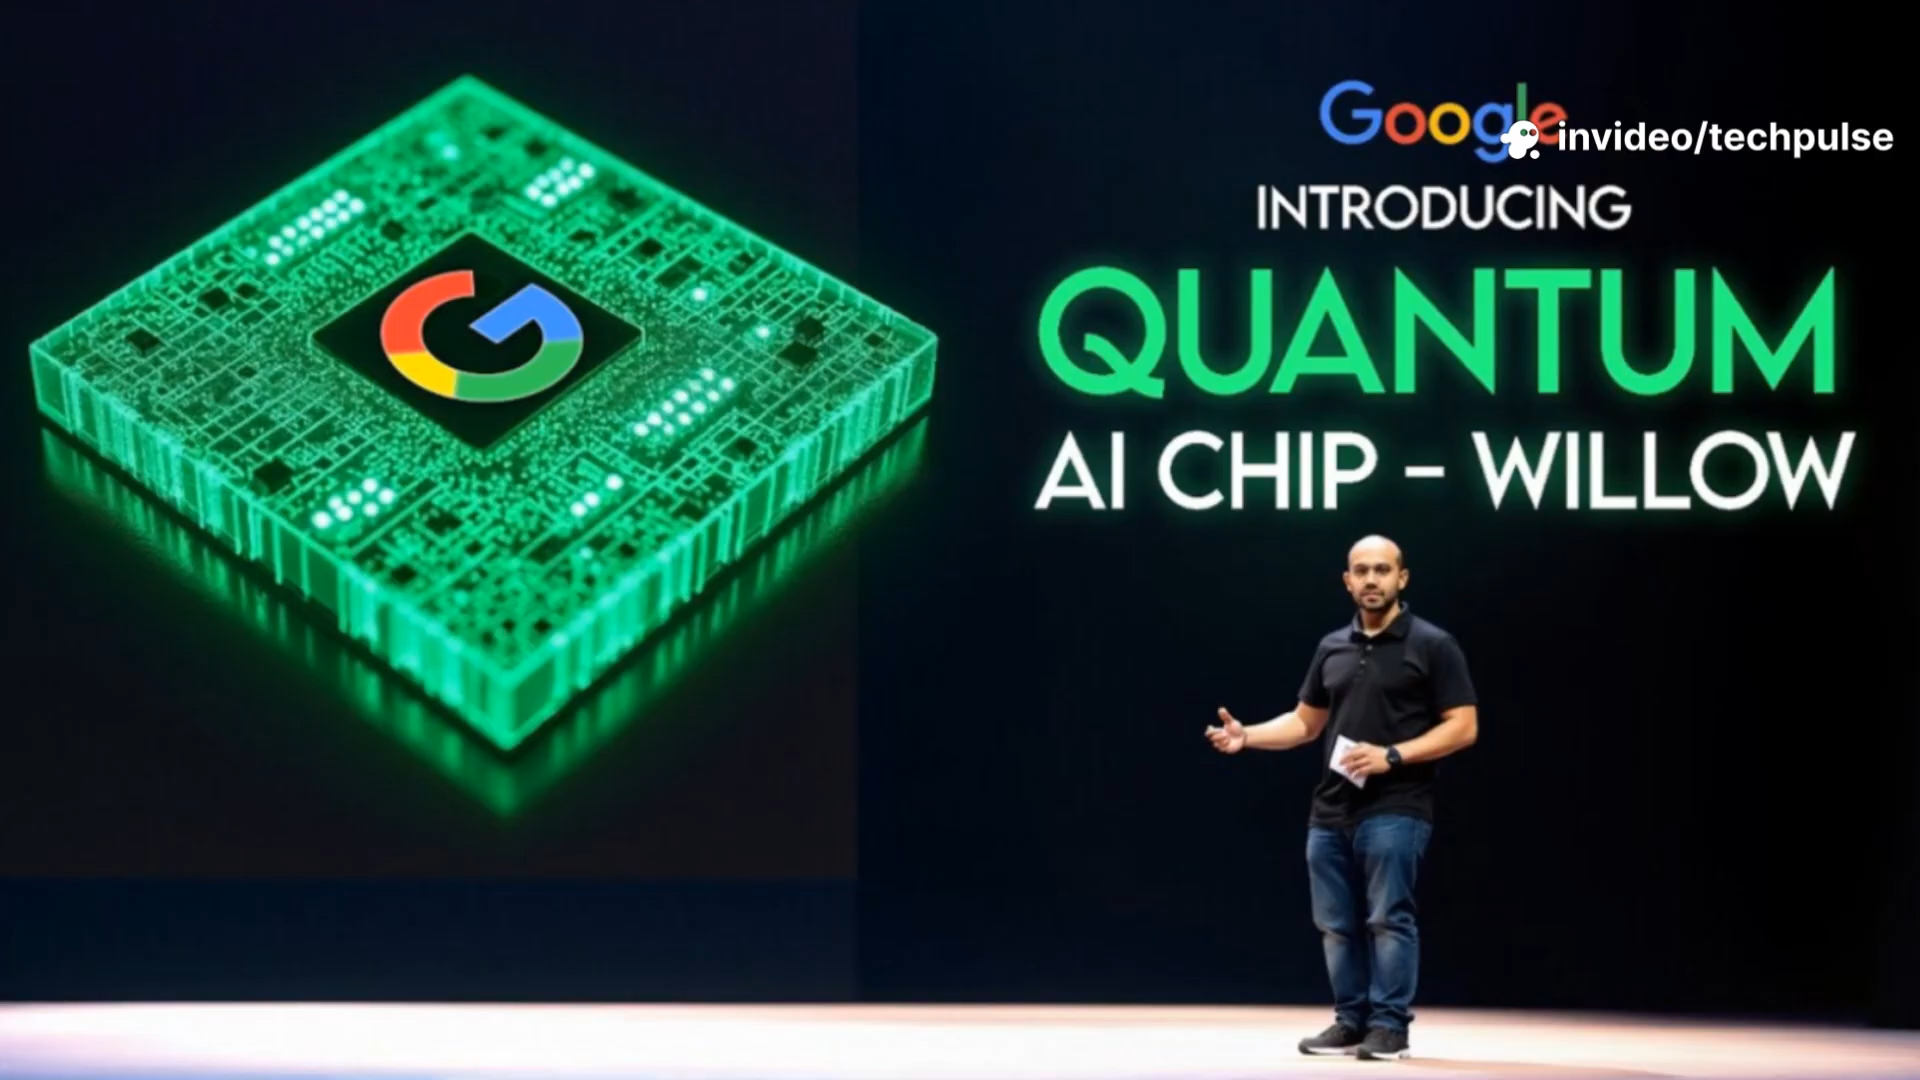 Google
invideo/techpulse
INTRODUCING
QUANTUM
AI CHIP – WILLOW